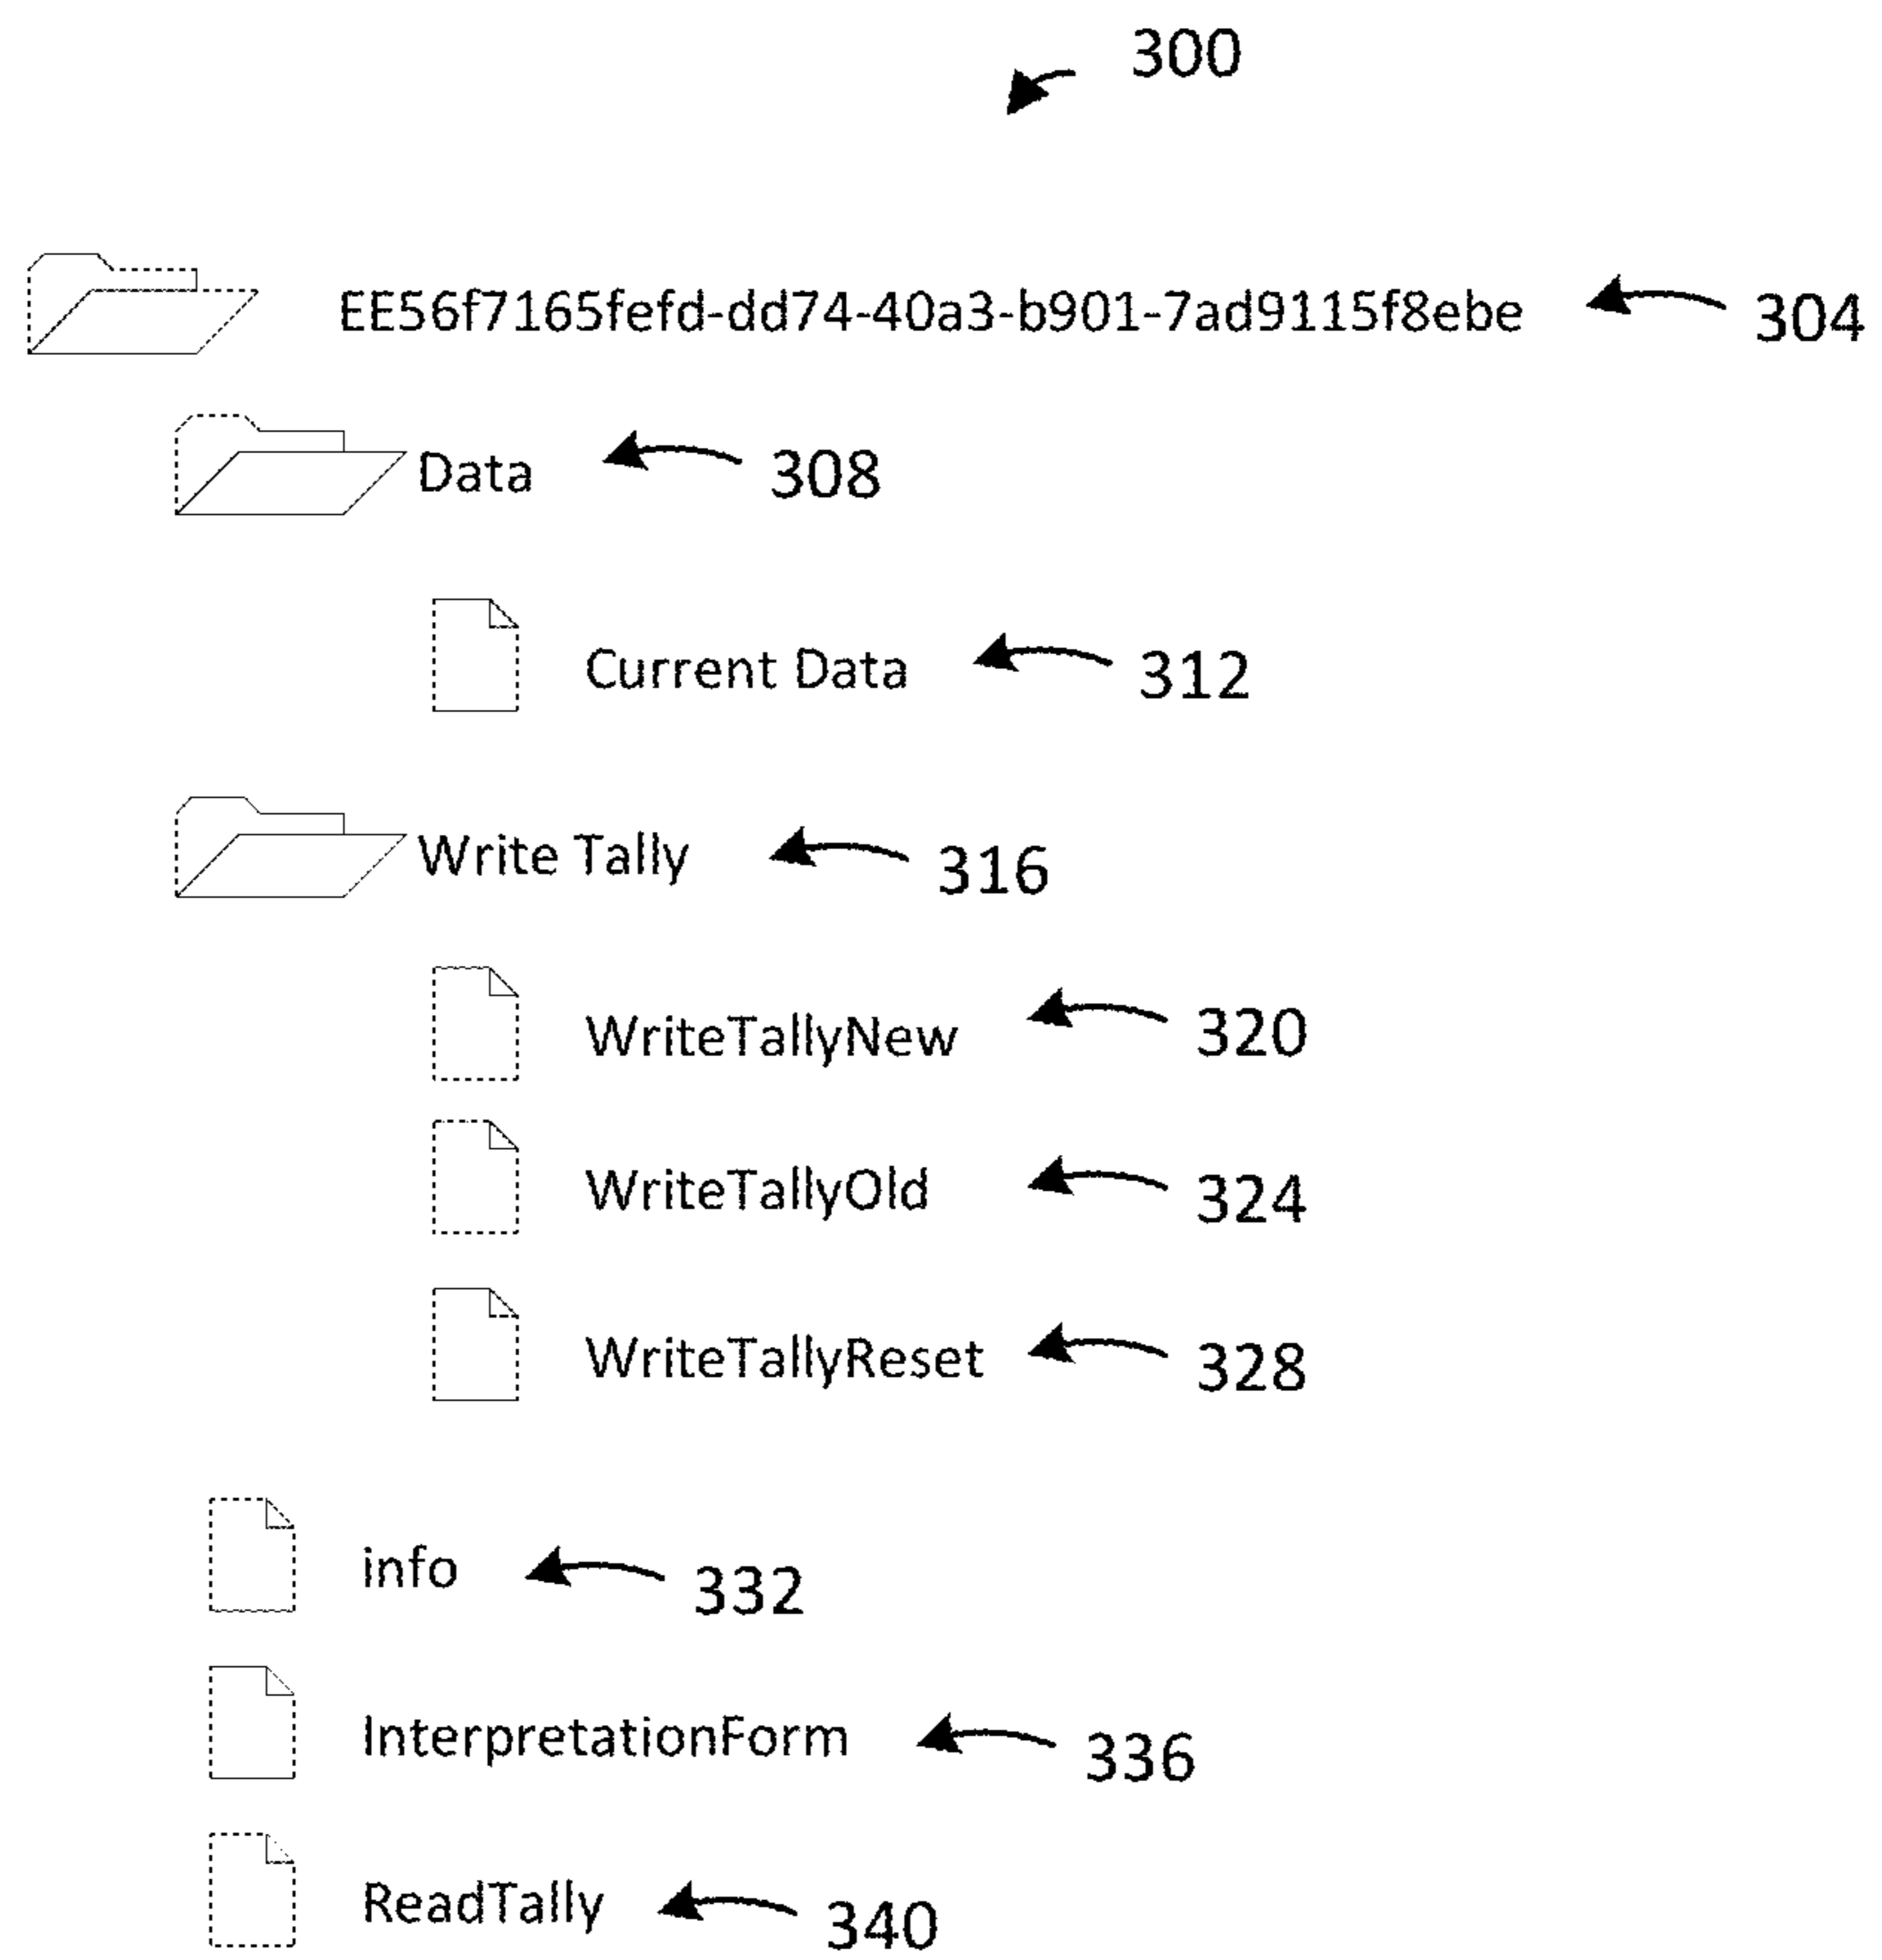 300
EE56f7165fefd-dd74-40a3-b901-7ad9115f8ebe 304
Data 308
Current Data 312
Write Tally 316
WriteTallyNew 320
WriteTallyOld 324
WriteTallyReset 328
info 332
InterpretationForm 336
ReadTally 340